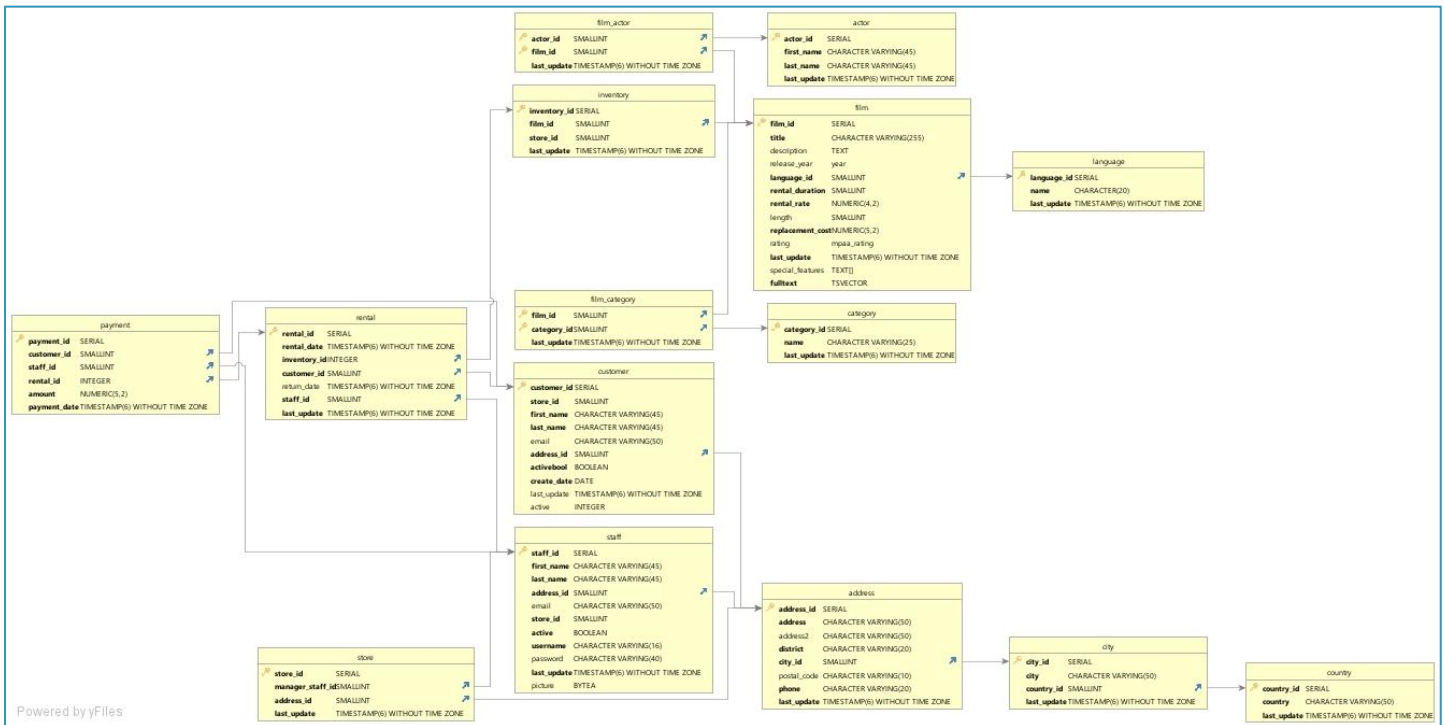 film_actor
actor_id SMALLINT
film_id SMALLINT
last_update TIMESTAMP(6) WITHOUT TIME ZONE
actor
actor_id SERIAL
first_name CHARACTER VARYING(45)
last_name CHARACTER VARYING(45)
last_update TIMESTAMP(6) WITHOUT TIME ZONE
inventory
inventory_id SERIAL
film_id SMALLINT
store_id SMALLINT
last_update TIMESTAMP(6) WITHOUT TIME ZONE
film
film_id SERIAL
title CHARACTER VARYING(255)
description TEXT
release_year year
language_id SMALLINT
rental_duration SMALLINT
rental_rate NUMERIC(4,2)
length SMALLINT
replacement_cost NUMERIC(5,2)
rating mpaa_rating
last_update TIMESTAMP(6) WITHOUT TIME ZONE
special_features TEXT[]
fulltext TSVECTOR
language
language_id SERIAL
name CHARACTER(20)
last_update TIMESTAMP(6) WITHOUT TIME ZONE
film_category
film_id SMALLINT
category_id SMALLINT
last_update TIMESTAMP(6) WITHOUT TIME ZONE
category
category_id SERIAL
name CHARACTER VARYING(25)
last_update TIMESTAMP(6) WITHOUT TIME ZONE
payment
payment_id SERIAL
customer_id SMALLINT
staff_id SMALLINT
rental_id INTEGER
amount NUMERIC(5,2)
payment_date TIMESTAMP(6) WITHOUT TIME ZONE
rental
rental_id SERIAL
rental_date TIMESTAMP(6) WITHOUT TIME ZONE
inventory_id INTEGER
customer_id SMALLINT
return_date TIMESTAMP(6) WITHOUT TIME ZONE
staff_id SMALLINT
last_update TIMESTAMP(6) WITHOUT TIME ZONE
customer
customer_id SERIAL
store_id SMALLINT
first_name CHARACTER VARYING(45)
last_name CHARACTER VARYING(45)
email CHARACTER VARYING(50)
address_id SMALLINT
activebool BOOLEAN
create_date DATE
last_update TIMESTAMP(6) WITHOUT TIME ZONE
active INTEGER
staff
staff_id SERIAL
first_name CHARACTER VARYING(45)
last_name CHARACTER VARYING(45)
address_id SMALLINT
email CHARACTER VARYING(50)
store_id SMALLINT
active BOOLEAN
username CHARACTER VARYING(16)
password CHARACTER VARYING(40)
last_update TIMESTAMP(6) WITHOUT TIME ZONE
picture BYTEA
address
address_id SERIAL
address CHARACTER VARYING(50)
address2 CHARACTER VARYING(50)
district CHARACTER VARYING(20)
city_id SMALLINT
postal_code CHARACTER VARYING(10)
phone CHARACTER VARYING(20)
last_update TIMESTAMP(6) WITHOUT TIME ZONE
store
store_id SERIAL
manager_staff_id SMALLINT
address_id SMALLINT
last_update TIMESTAMP(6) WITHOUT TIME ZONE
city
city_id SERIAL
city CHARACTER VARYING(50)
country_id SMALLINT
last_update TIMESTAMP(6) WITHOUT TIME ZONE
country
country_id SERIAL
country CHARACTER VARYING(50)
last_update TIMESTAMP(6) WITHOUT TIME ZONE
Powered by yFiles